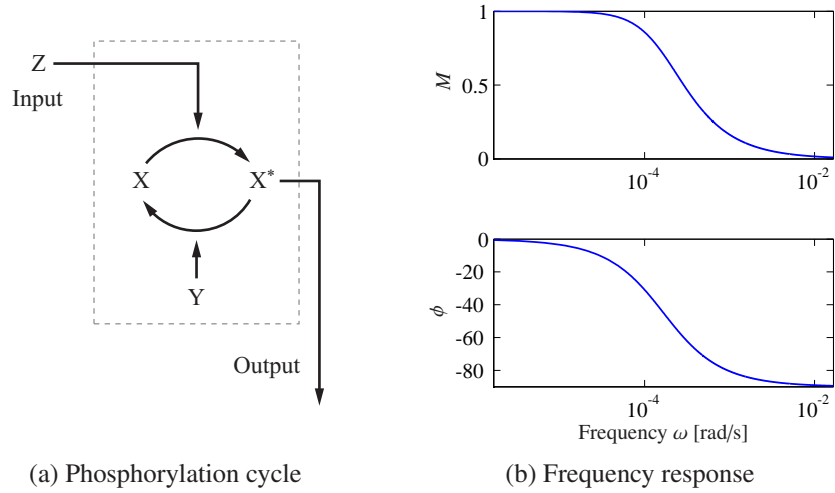 Z
Input
X
X*
Y
Output
(a) Phosphorylation cycle
1
0.5
0
M
10⁻⁴
10⁻²
0
-20
-40
-60
-80
ϕ
10⁻⁴
10⁻²
Frequency ω [rad/s]
(b) Frequency response